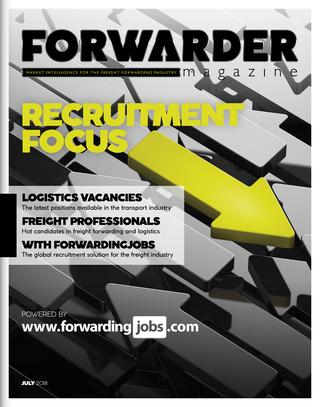 FORWARDER
MARKET INTELLIGENCE FOR THE FREIGHT FORWARDING INDUSTRY
magazine
RECRUITMENT
FOCUS
LOGISTICS VACANCIES
The latest positions available in the transport industry
FREIGHT PROFESSIONALS
Hot candidates in freight forwarding and logistics
WITH FORWARDINGJOBS
The global recruitment solution for the freight industry
POWERED BY
www.forwardingjobs.com
JULY 2018